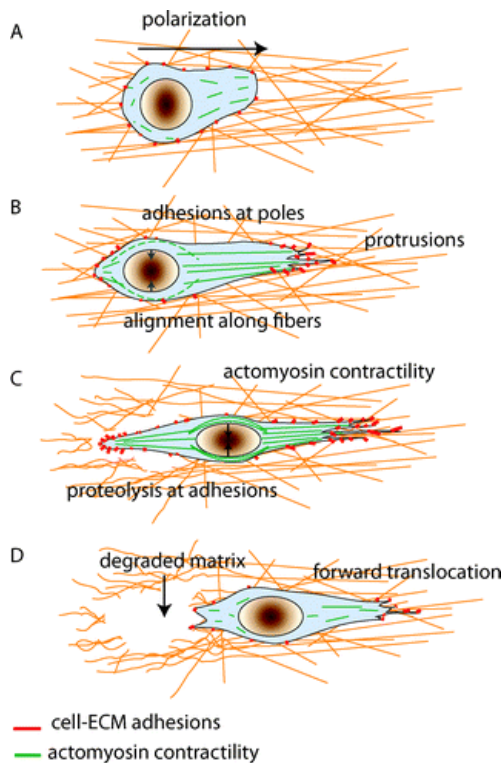 A
polarization
B
adhesions at poles
protrusions
alignment along fibers
C
actomyosin contractility
proteolysis at adhesions
D
degraded matrix
forward translocation
cell-ECM adhesions
actomyosin contractility